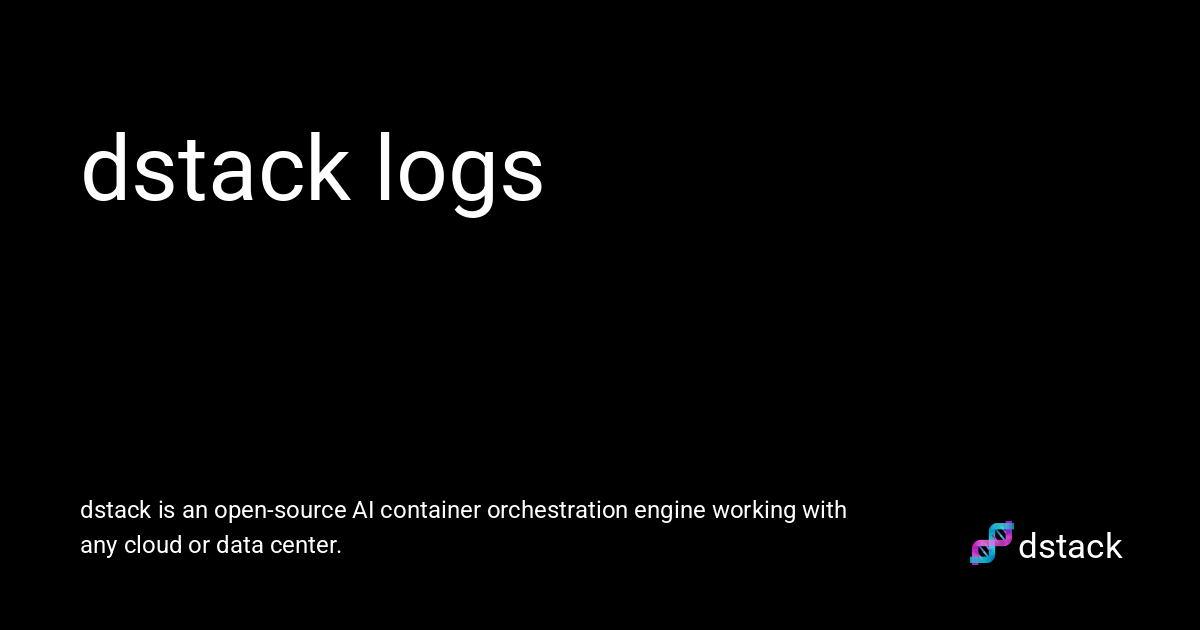 dstack logs
dstack is an open-source AI container orchestration engine working with
any cloud or data center.
dstack